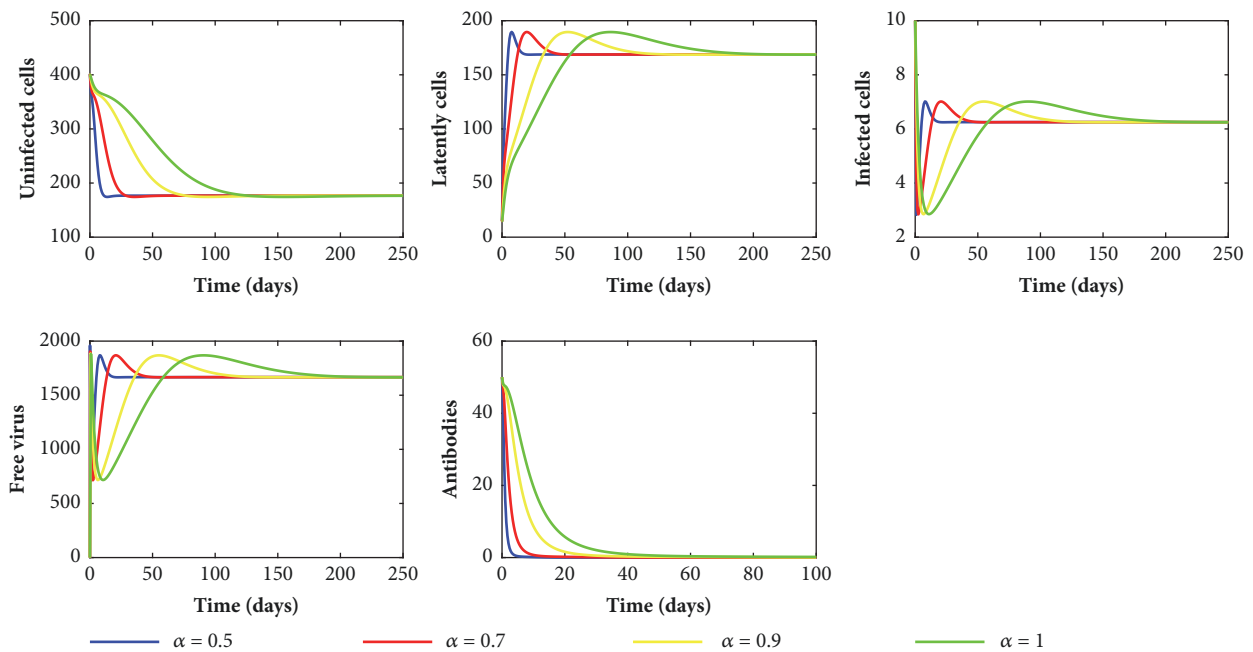 Uninfected cells
500
400
300
200
100
0 50 100 150 200 250
Time (days)
Latently cells
200
150
100
50
0
0 50 100 150 200 250
Time (days)
Infected cells
10
8
6
4
2
0 50 100 150 200 250
Time (days)
Free virus
2000
1500
1000
500
0
0 50 100 150 200 250
Time (days)
Antibodies
60
40
20
0
0 20 40 60 80 100
Time (days)
α = 0.5 α = 0.7 α = 0.9 α = 1